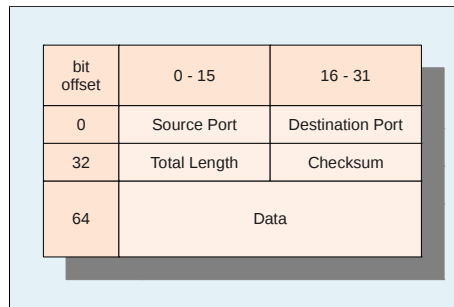 bit
offset
0 - 15
16 - 31
0
Source Port
Destination Port
32
Total Length
Checksum
64
Data